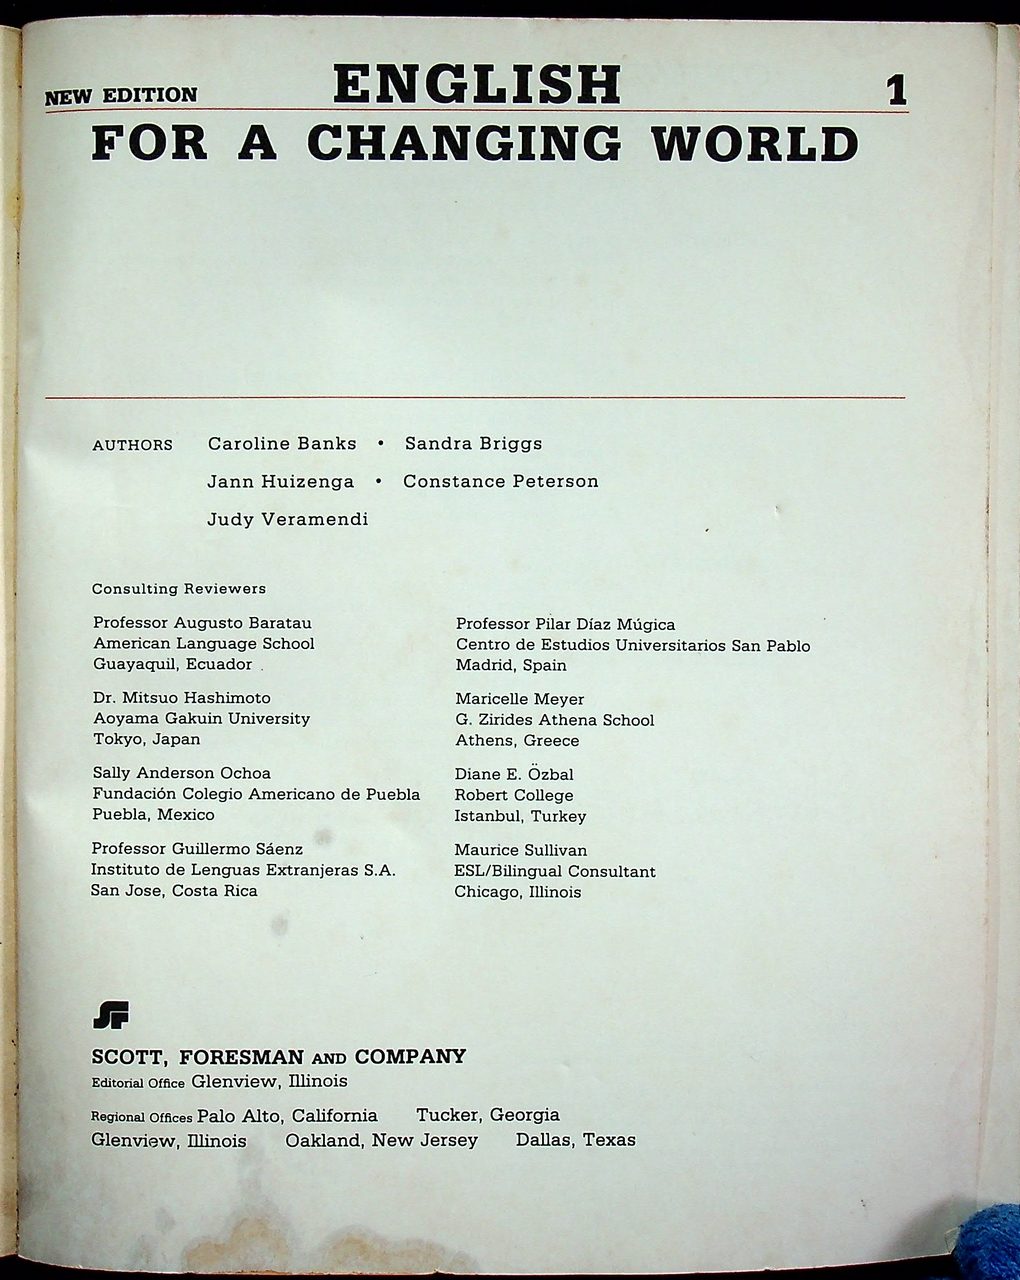 NEW EDITION ENGLISH 1
FOR A CHANGING WORLD
AUTHORS Caroline Banks • Sandra Briggs
Jann Huizenga • Constance Peterson
Judy Veramendi
Consulting Reviewers
Professor Augusto Baratau
American Language School
Guayaquil, Ecuador
Dr. Mitsuo Hashimoto
Aoyama Gakuin University
Tokyo, Japan
Sally Anderson Ochoa
Fundación Colegio Americano de Puebla
Puebla, Mexico
Professor Guillermo Sáenz
Instituto de Lenguas Extranjeras S.A.
San Jose, Costa Rica
Professor Pilar Díaz Múgica
Centro de Estudios Universitarios San Pablo
Madrid, Spain
Maricelle Meyer
G. Zirides Athena School
Athens, Greece
Diane E. Özbal
Robert College
Istanbul, Turkey
Maurice Sullivan
ESL/Bilingual Consultant
Chicago, Illinois
SF
SCOTT, FORESMAN AND COMPANY
Editorial Office Glenview, Illinois
Regional Offices Palo Alto, California Tucker, Georgia
Glenview, Illinois Oakland, New Jersey Dallas, Texas